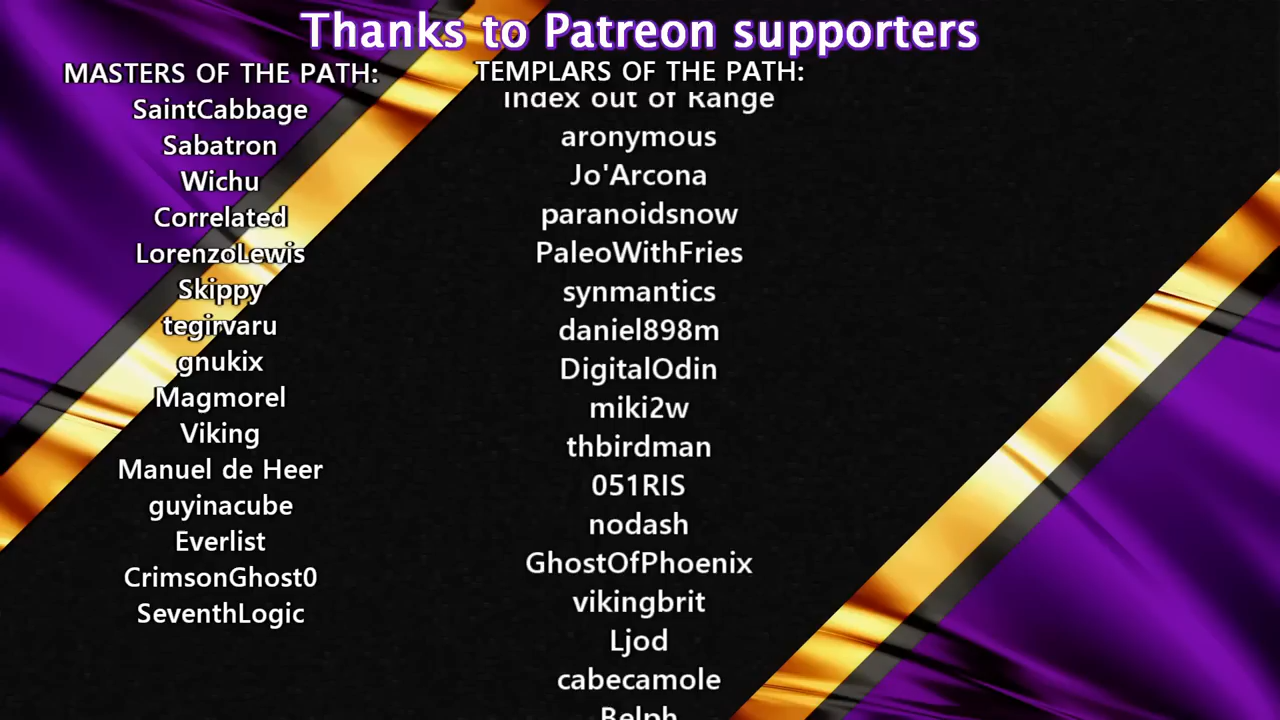 Thanks to Patreon supporters
MASTERS OF THE PATH:
SaintCabbage
Sabatron
Wichu
Correlated
LorenzoLewis
Skippy
tegirvaru
gnukix
Magmorel
Viking
Manuel de Heer
guyinacube
Everlist
CrimsonGhost0
SeventhLogic
TEMPLARS OF THE PATH:
Index out of Range
aronymous
Jo'Arcona
paranoidsnow
PaleoWithFries
synmantics
daniel898m
DigitalOdin
miki2w
thbirdman
051RIS
nodash
GhostOfPhoenix
vikingbrit
Ljod
cabecamole
Belph